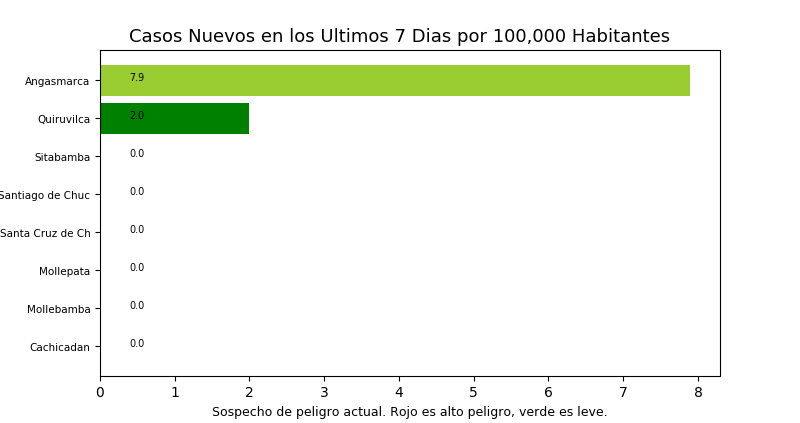 Casos Nuevos en los Ultimos 7 Dias por 100,000 Habitantes
Angasmarca 7.9
Quiruvilca 2.0
Sitabamba 0.0
Santiago de Chuc 0.0
Santa Cruz de Ch 0.0
Mollepata 0.0
Mollebamba 0.0
Cachicadan 0.0
0 1 2 3 4 5 6 7 8
Sospecho de peligro actual. Rojo es alto peligro, verde es leve.